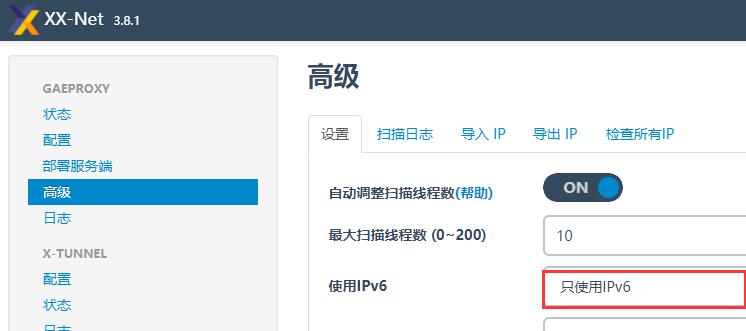 XX-Net 3.8.1
GAEPROXY
状态
配置
部署服务端
高级
日志
X-TUNNEL
配置
状态
日志
高级
设置 扫描日志 导入 IP 导出 IP 检查所有IP
自动调整扫描线程数(帮助) ON
最大扫描线程数 (0~200) 10
使用IPv6 只使用IPv6